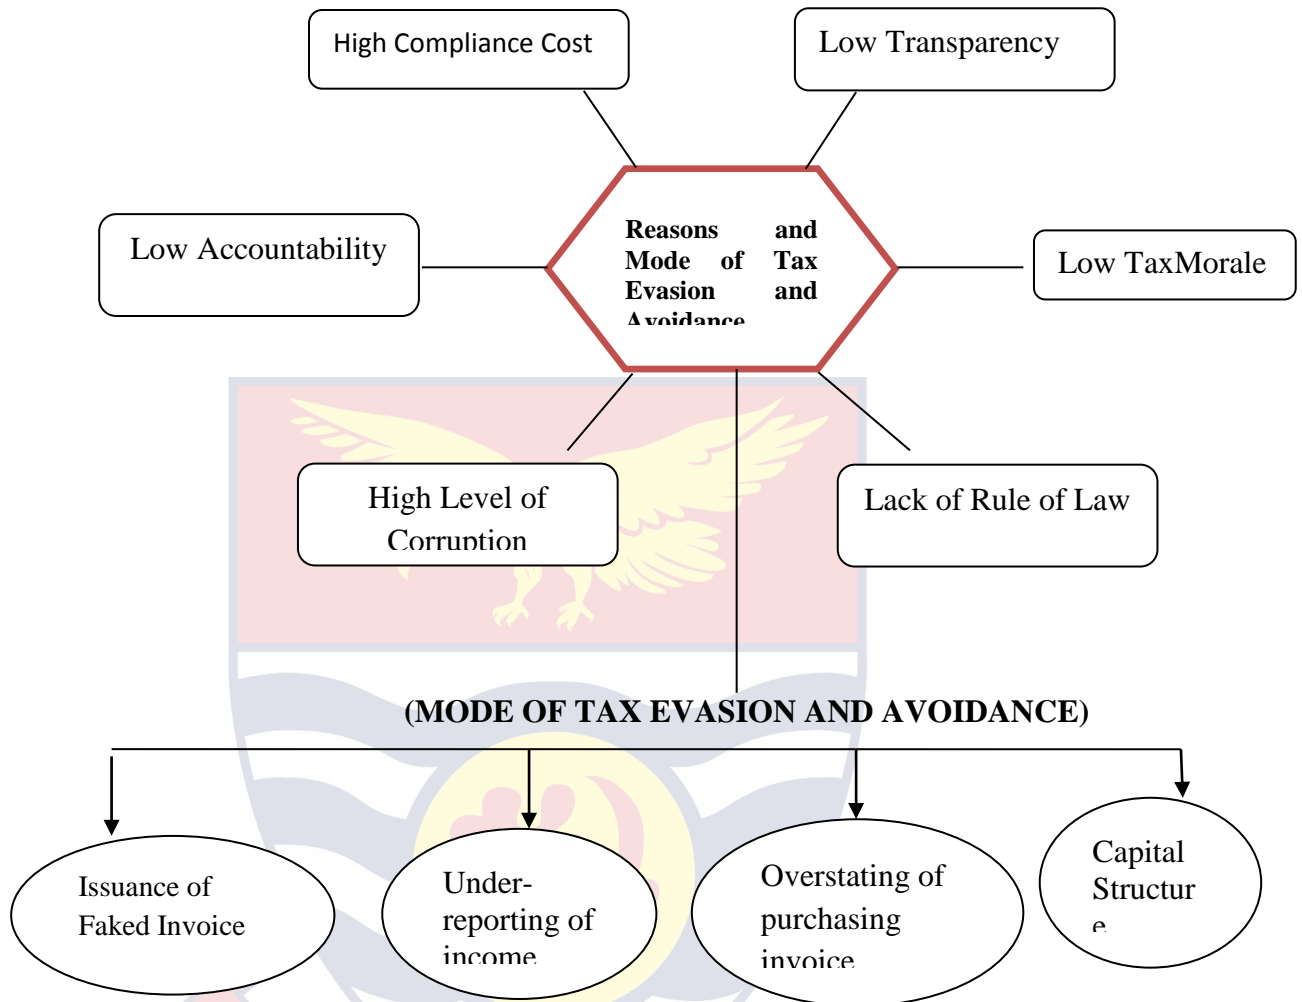 High Compliance Cost
Low Transparency
Low Accountability
Reasons and
Mode of Tax
Evasion and
Avoidance
Low TaxMorale
High Level of
Corruption
Lack of Rule of Law
(MODE OF TAX EVASION AND AVOIDANCE)
Issuance of
Faked Invoice
Under-
reporting of
income
Overstating of
purchasing
invoice
Capital
Structur
e